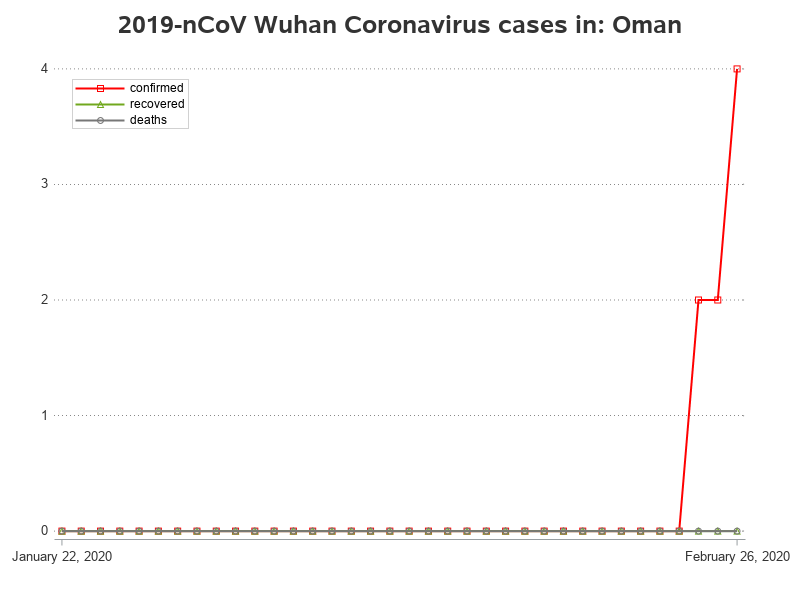 2019-nCoV Wuhan Coronavirus cases in: Oman
4
confirmed
recovered
deaths
3
2
1
0
January 22, 2020
February 26, 2020